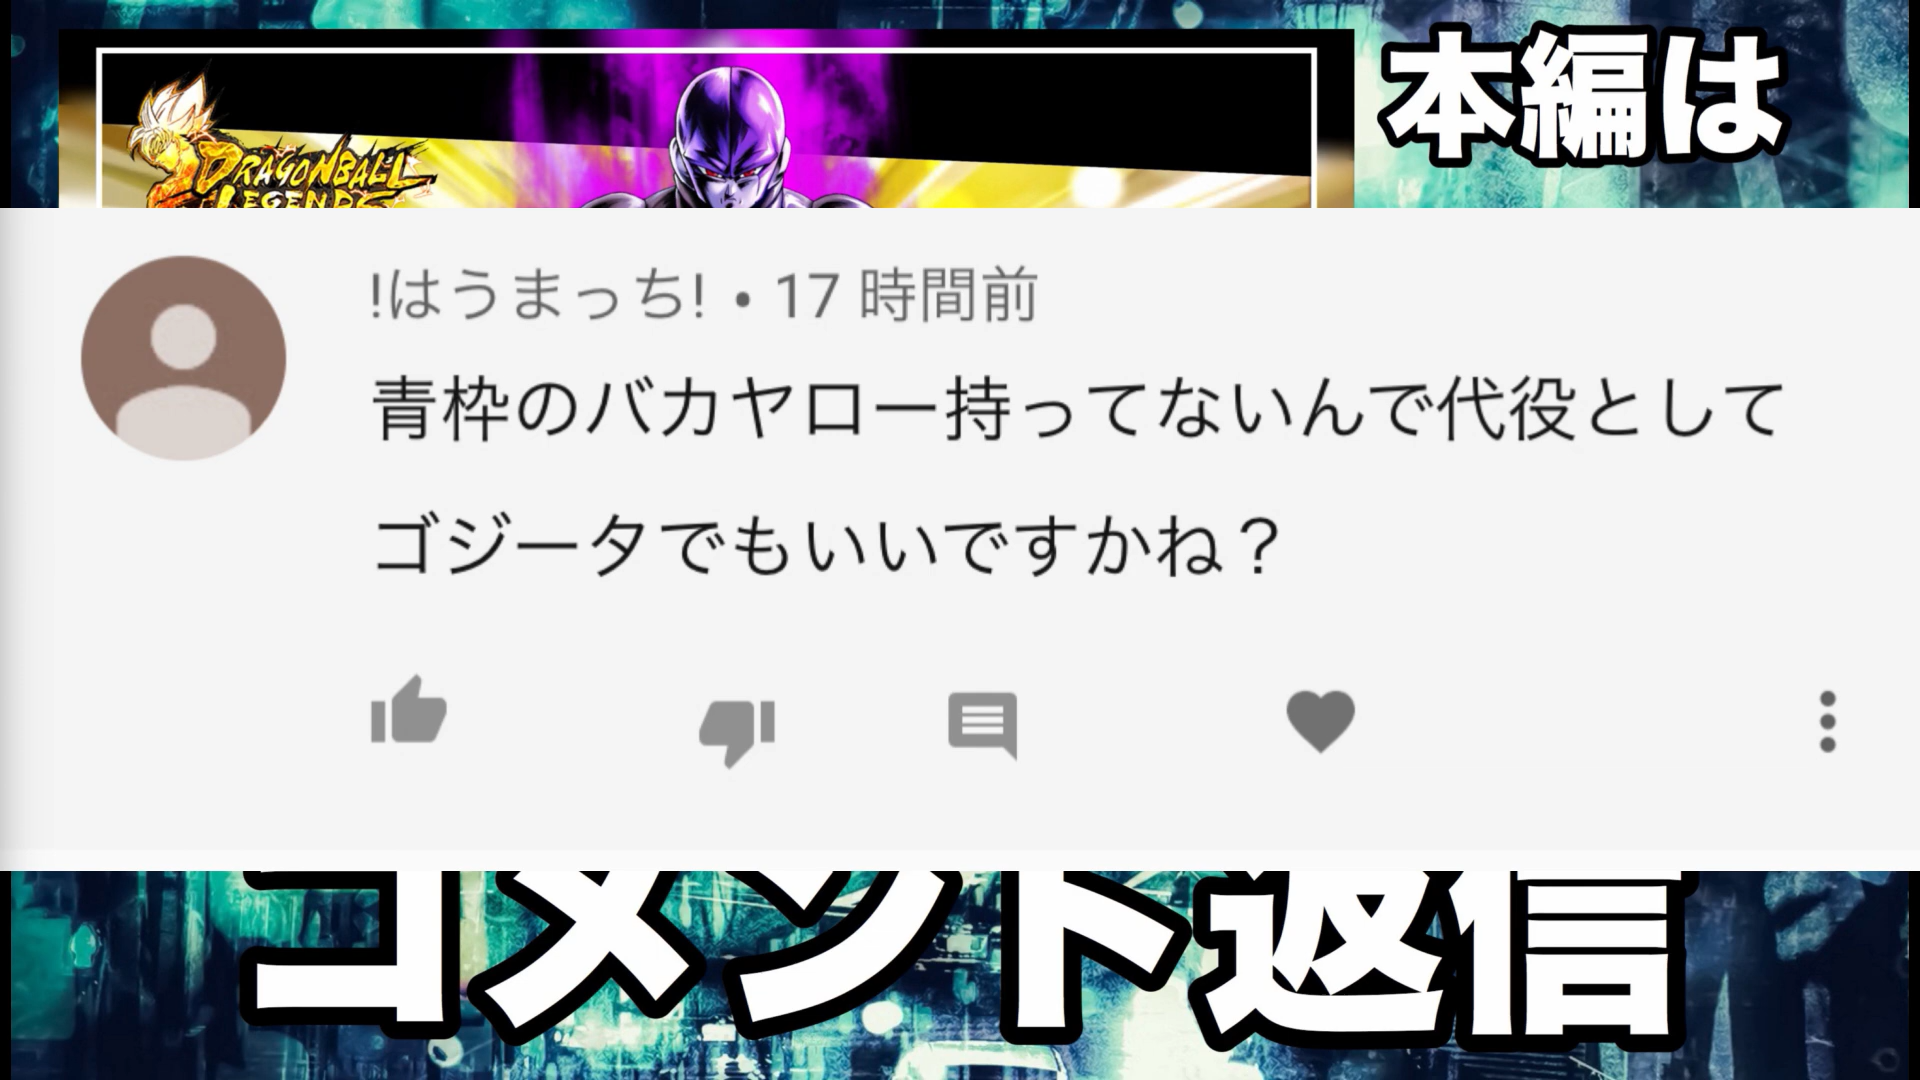 本編は
DRAGONBALL
LEGENDS
!はうまっち! • 17 時間前
青枠のバカヤロー持ってないんで代役として
ゴジータでもいいですかね？
コメント返信